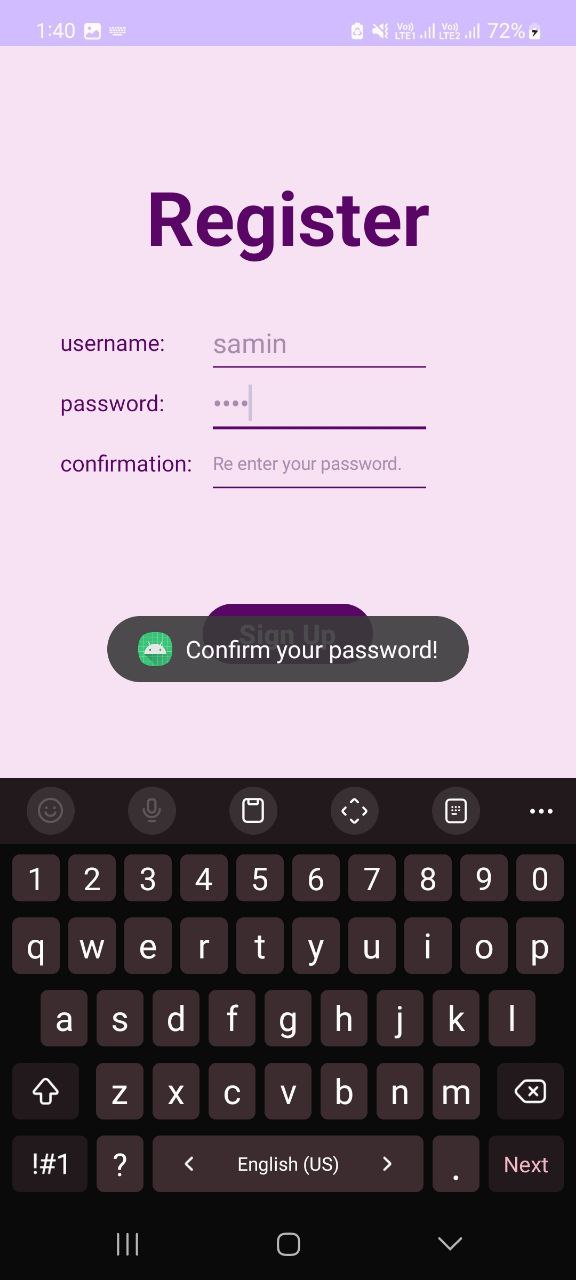 1:40 Vo)) LTE1 Vo)) LTE2 72%
Register
username: samin
password: ••••
confirmation: Re enter your password.
Sign Up
Confirm your password!
1 2 3 4 5 6 7 8 9 0
q w e r t y u i o p
a s d f g h j k l
z x c v b n m
!#1 ? < English (US) > . Next